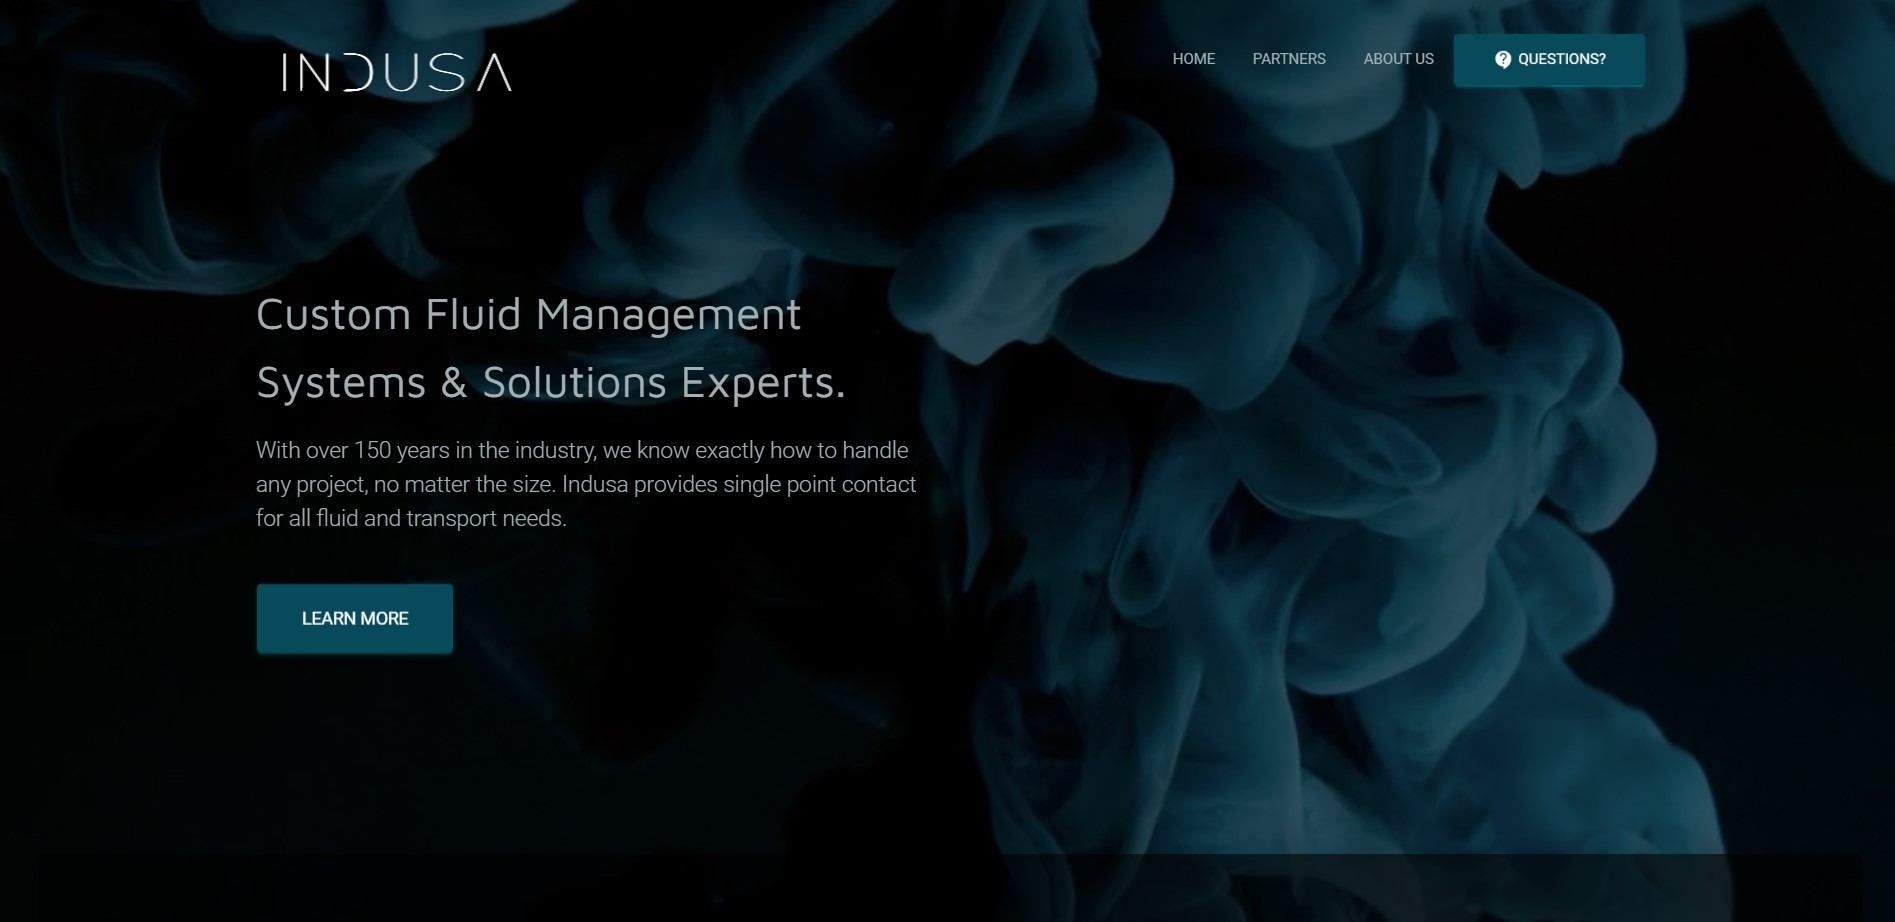 INDUSA
HOME PARTNERS ABOUT US QUESTIONS?
Custom Fluid Management
Systems & Solutions Experts.
With over 150 years in the industry, we know exactly how to handle
any project, no matter the size. Indusa provides single point contact
for all fluid and transport needs.
LEARN MORE